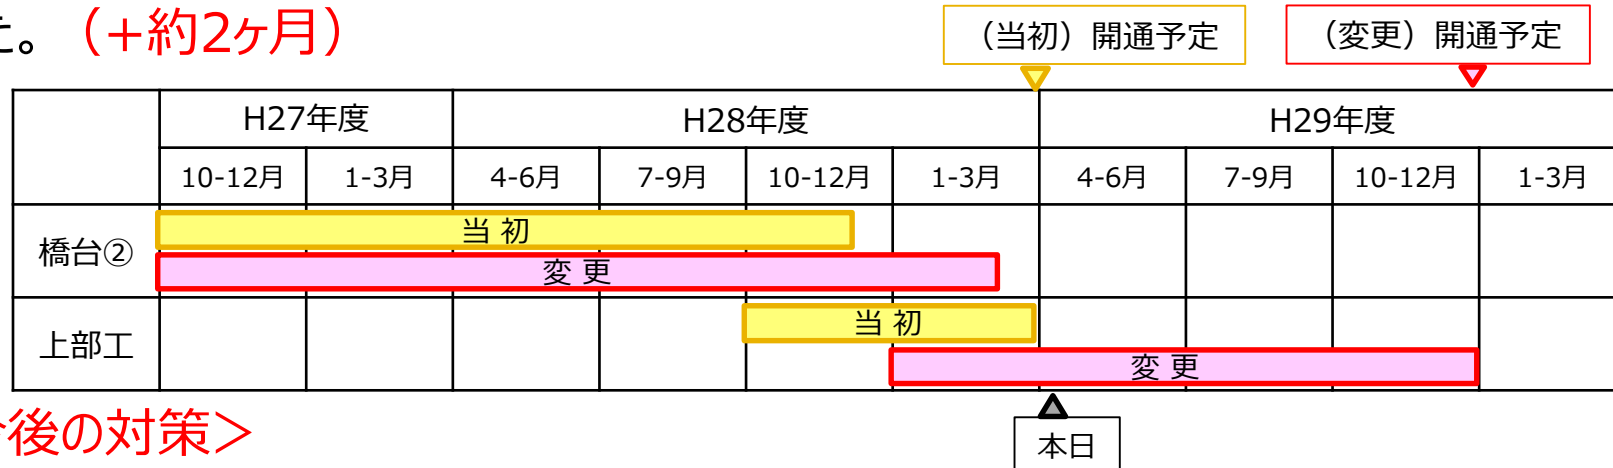 た。（+約2ヶ月）
（当初）開通予定
（変更）開通予定
H27年度 H28年度 H29年度
10-12月 1-3月 4-6月 7-9月 10-12月 1-3月 4-6月 7-9月 10-12月 1-3月
橋台②
当 初
変 更
上部工
当 初
変 更
後の対策＞
本日